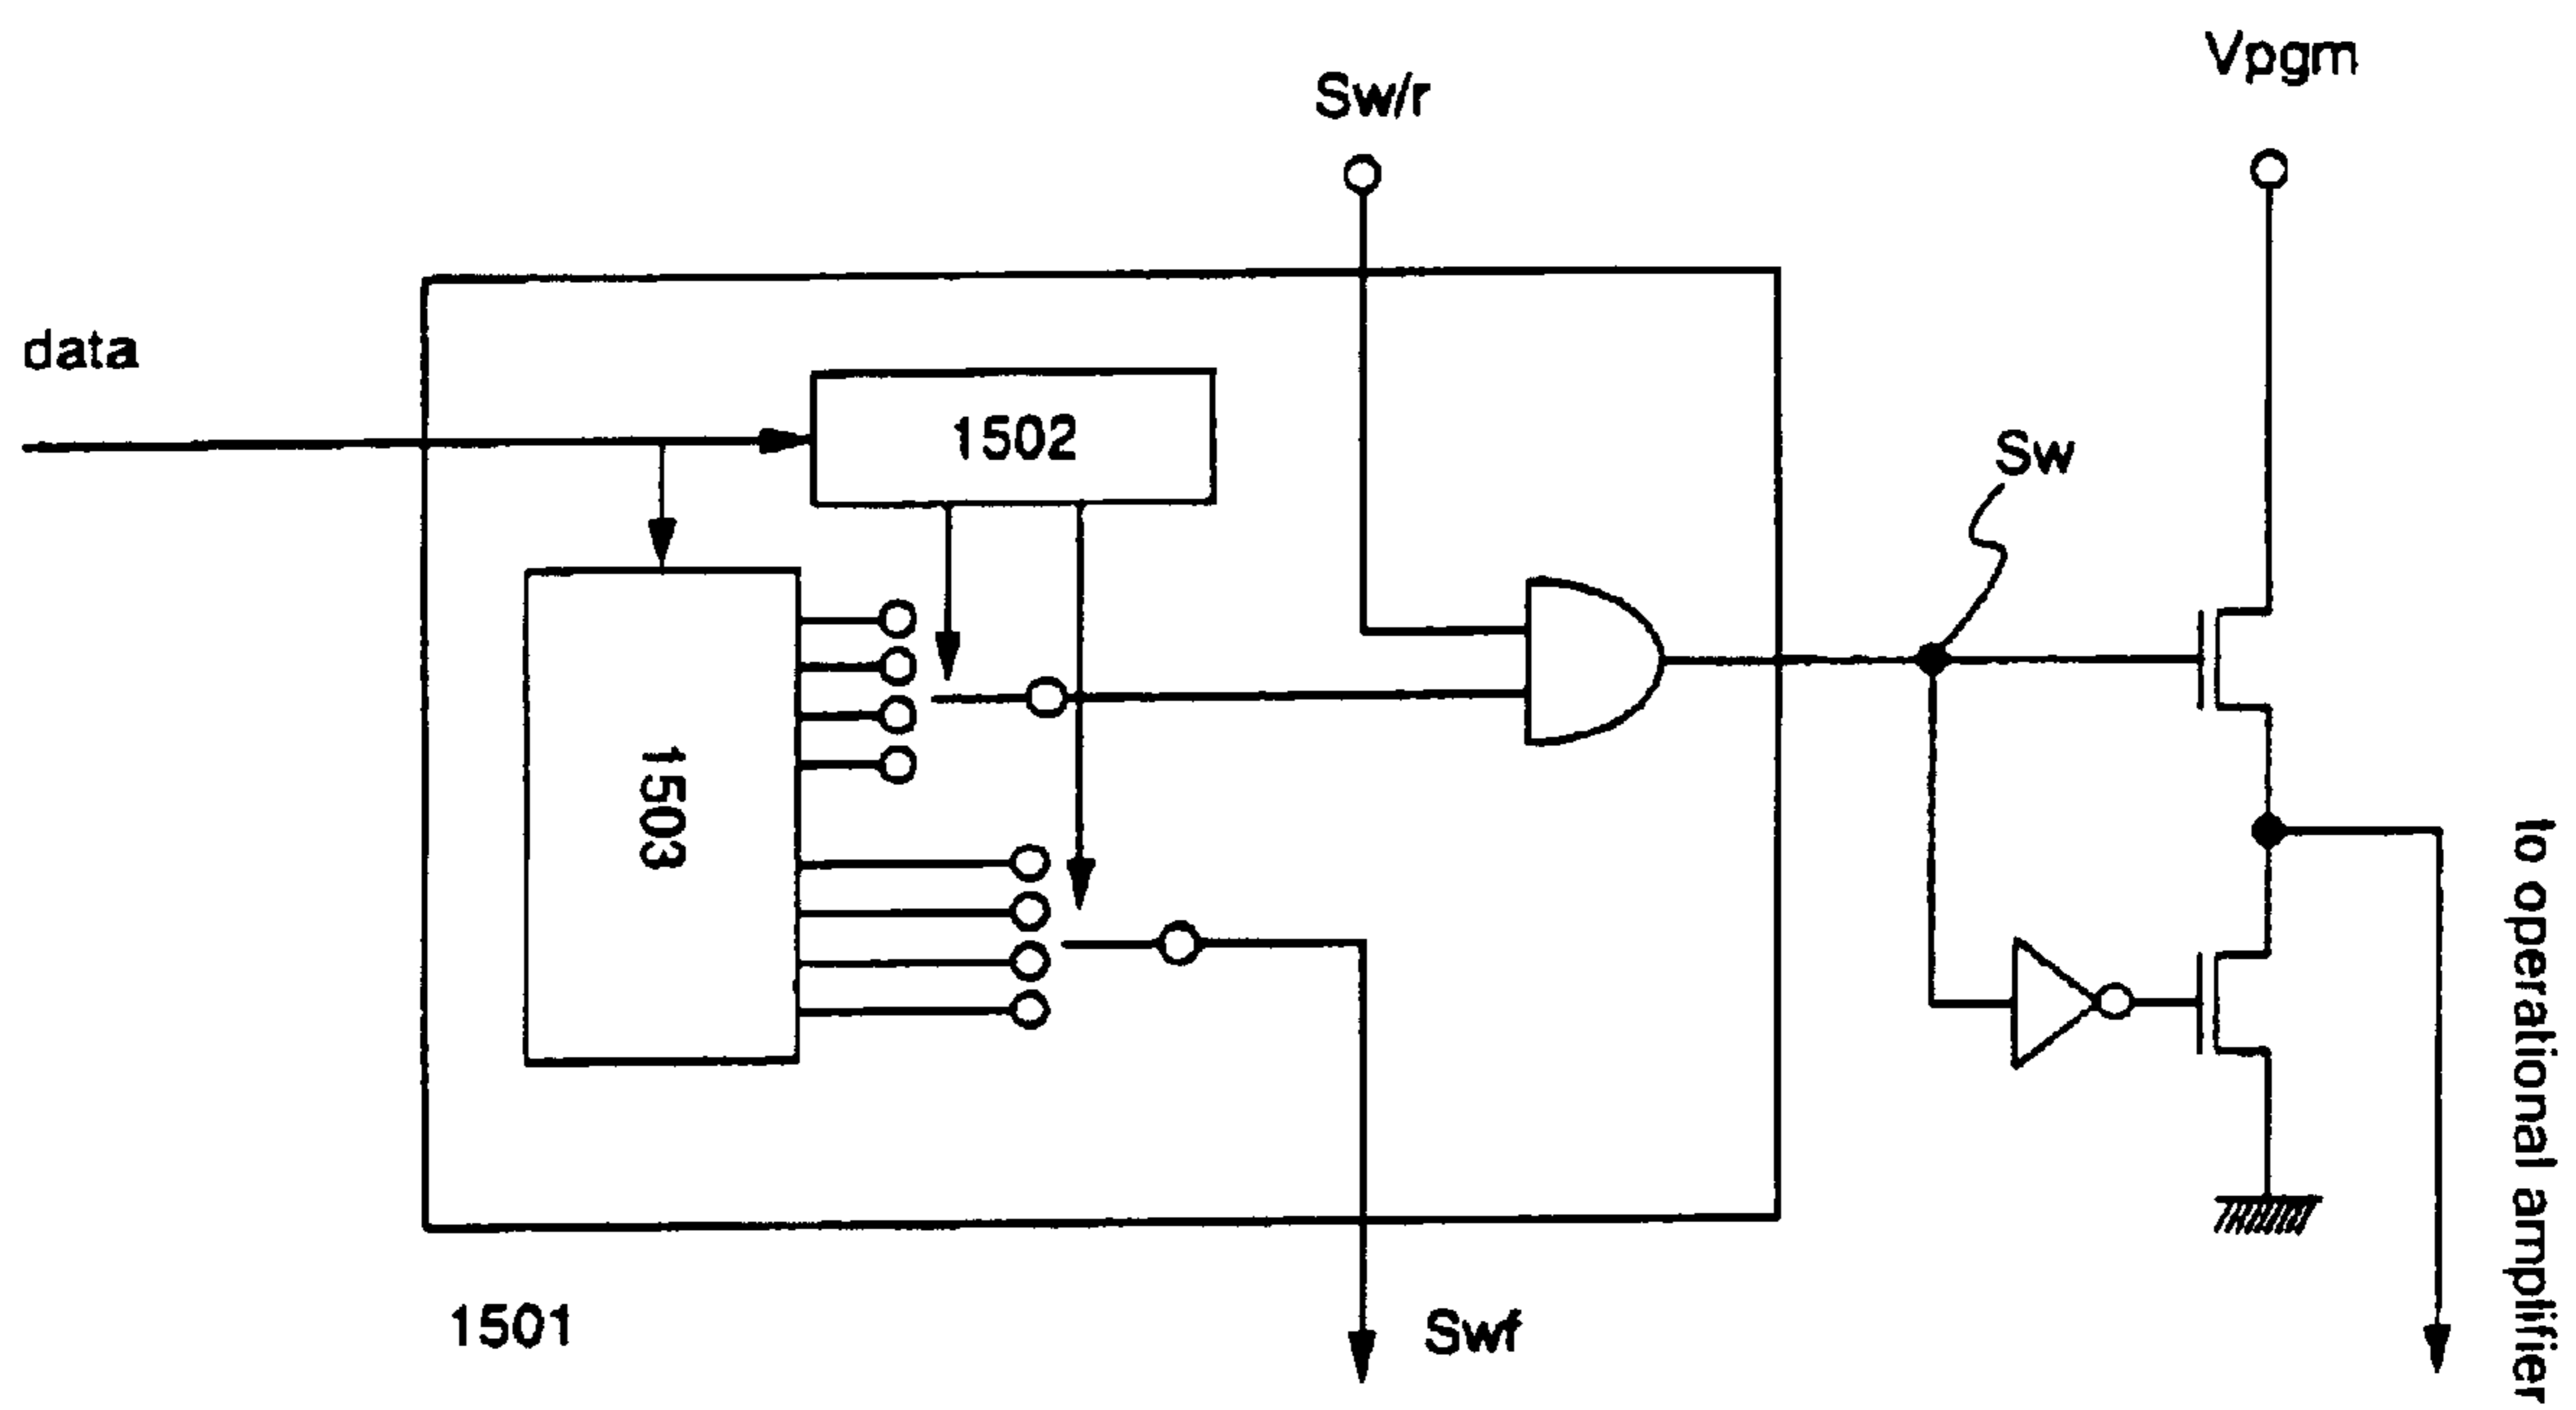 Vpgm
Sw/r
data
1502
Sw
1503
to operational amplifier
1501
Swf